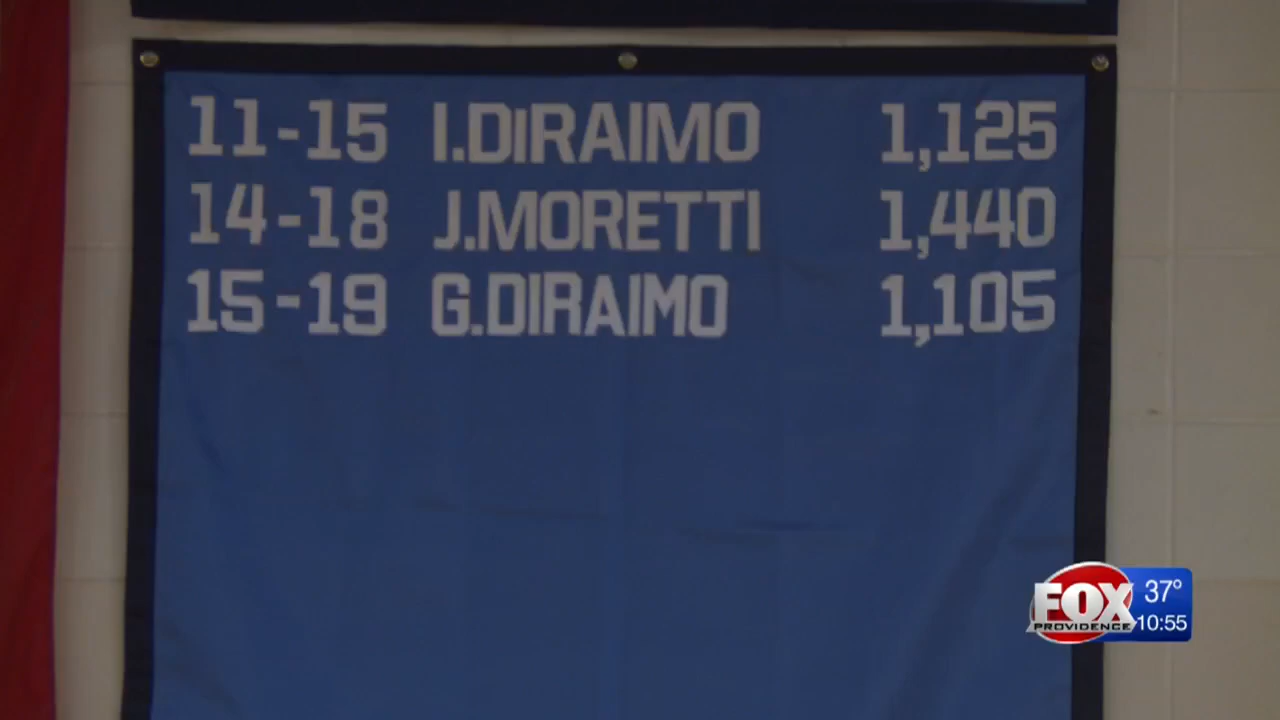 11-15 I.DiRAIMO 1,125
14-18 J.MORETTI 1,440
15-19 G.DIRAIMO 1,105
FOX 37°
PROVIDENCE 10:55